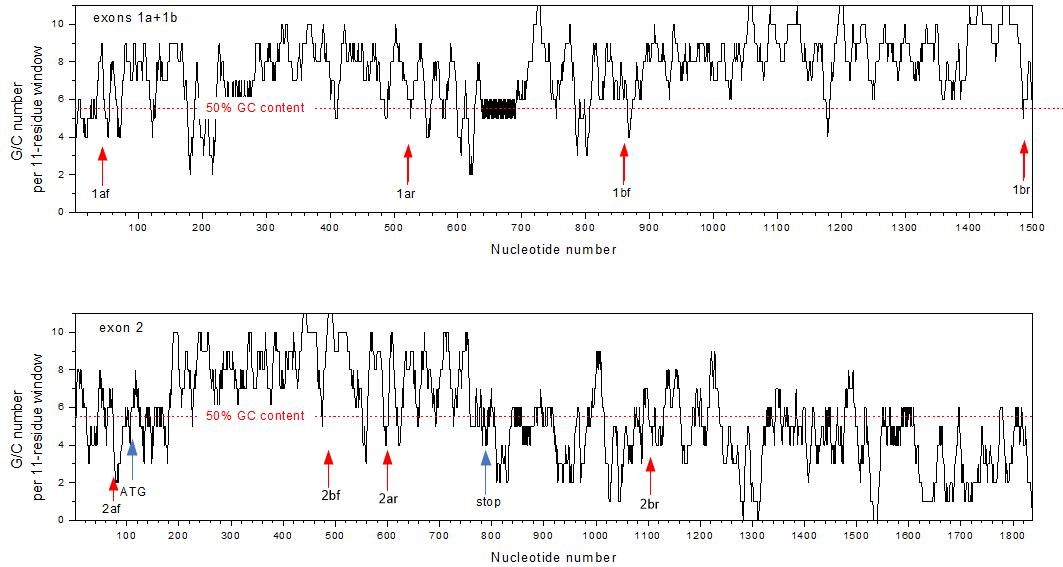 exons 1a+1b
G/C number
per 11-residue window
10
8
6
4
2
0
50% GC content
1af
1ar
1bf
1br
100 200 300 400 500 600 700 800 900 1000 1100 1200 1300 1400 1500
Nucleotide number
exon 2
G/C number
per 11-residue window
10
8
6
4
2
0
50% GC content
ATG
2af
2bf
2ar
stop
2br
100 200 300 400 500 600 700 800 900 1000 1100 1200 1300 1400 1500 1600 1700 1800
Nucleotide number